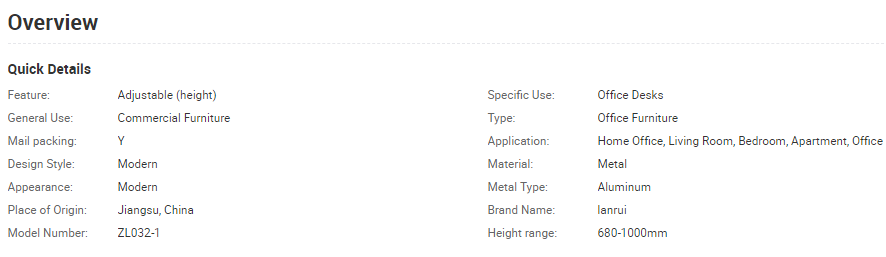 Overview
Quick Details
Feature: Adjustable (height) Specific Use: Office Desks
General Use: Commercial Furniture Type: Office Furniture
Mail packing: Y Application: Home Office, Living Room, Bedroom, Apartment, Office
Design Style: Modern Material: Metal
Appearance: Modern Metal Type: Aluminum
Place of Origin: Jiangsu, China Brand Name: lanrui
Model Number: ZL032-1 Height range: 680-1000mm